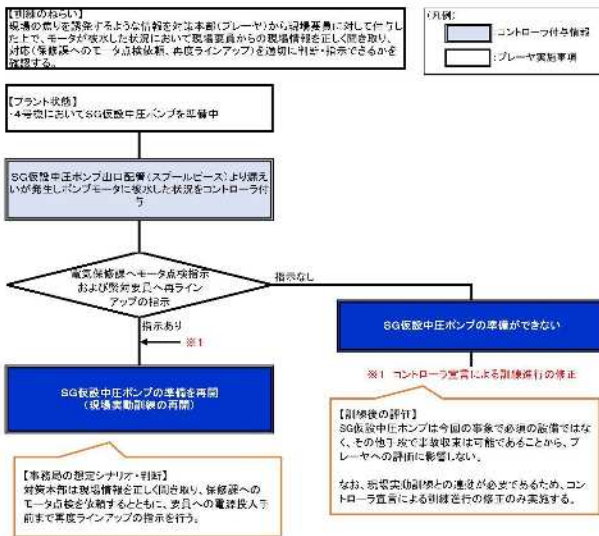 【訓練のねらい】
現場の焦りを誘発するような情報を対策本部(プレーヤ)から現場要員に対して付与し
た上で、モータが被水した状況において現場要員からの現場情報を正しく聞き取り、
対応(保修課へのモータ点検依頼、再度ラインアップ)を適切に判断・指示できるかを
確認する。
(凡例)
:コントローラ付与情報
:プレーヤ実施事項
【プラント状態】
・4号機においてSG仮設中圧ポンプを準備中
SG仮設中圧ポンプ出口配管(スプールピース)より漏え
いが発生しポンプモータに被水した状況をコントローラ付
与
電気保修課へモータ点検指示
および緊対要員へ再ライン
アップの指示
指示なし
指示あり
※1
SG仮設中圧ポンプの準備ができない
※1 コントローラ宣言による訓練進行の修正
SG仮設中圧ポンプの準備を再開
(現場実動訓練の再開)
【訓練後の評価】
SG仮設中圧ポンプは今回の事象で必須の設備ではな
く、その他手段で事故収束は可能であることから、プ
レーヤへの評価に影響しない。
なお、現場実動訓練との連動が必要であるため、コント
ローラ宣言による訓練進行の修正のみ実施する。
【事務局の想定シナリオ・判断】
対策本部は現場情報を正しく聞き取り、保修課への
モータ点検を依頼するとともに、要員への電源投入手
前まで再度ラインアップの指示を行う。